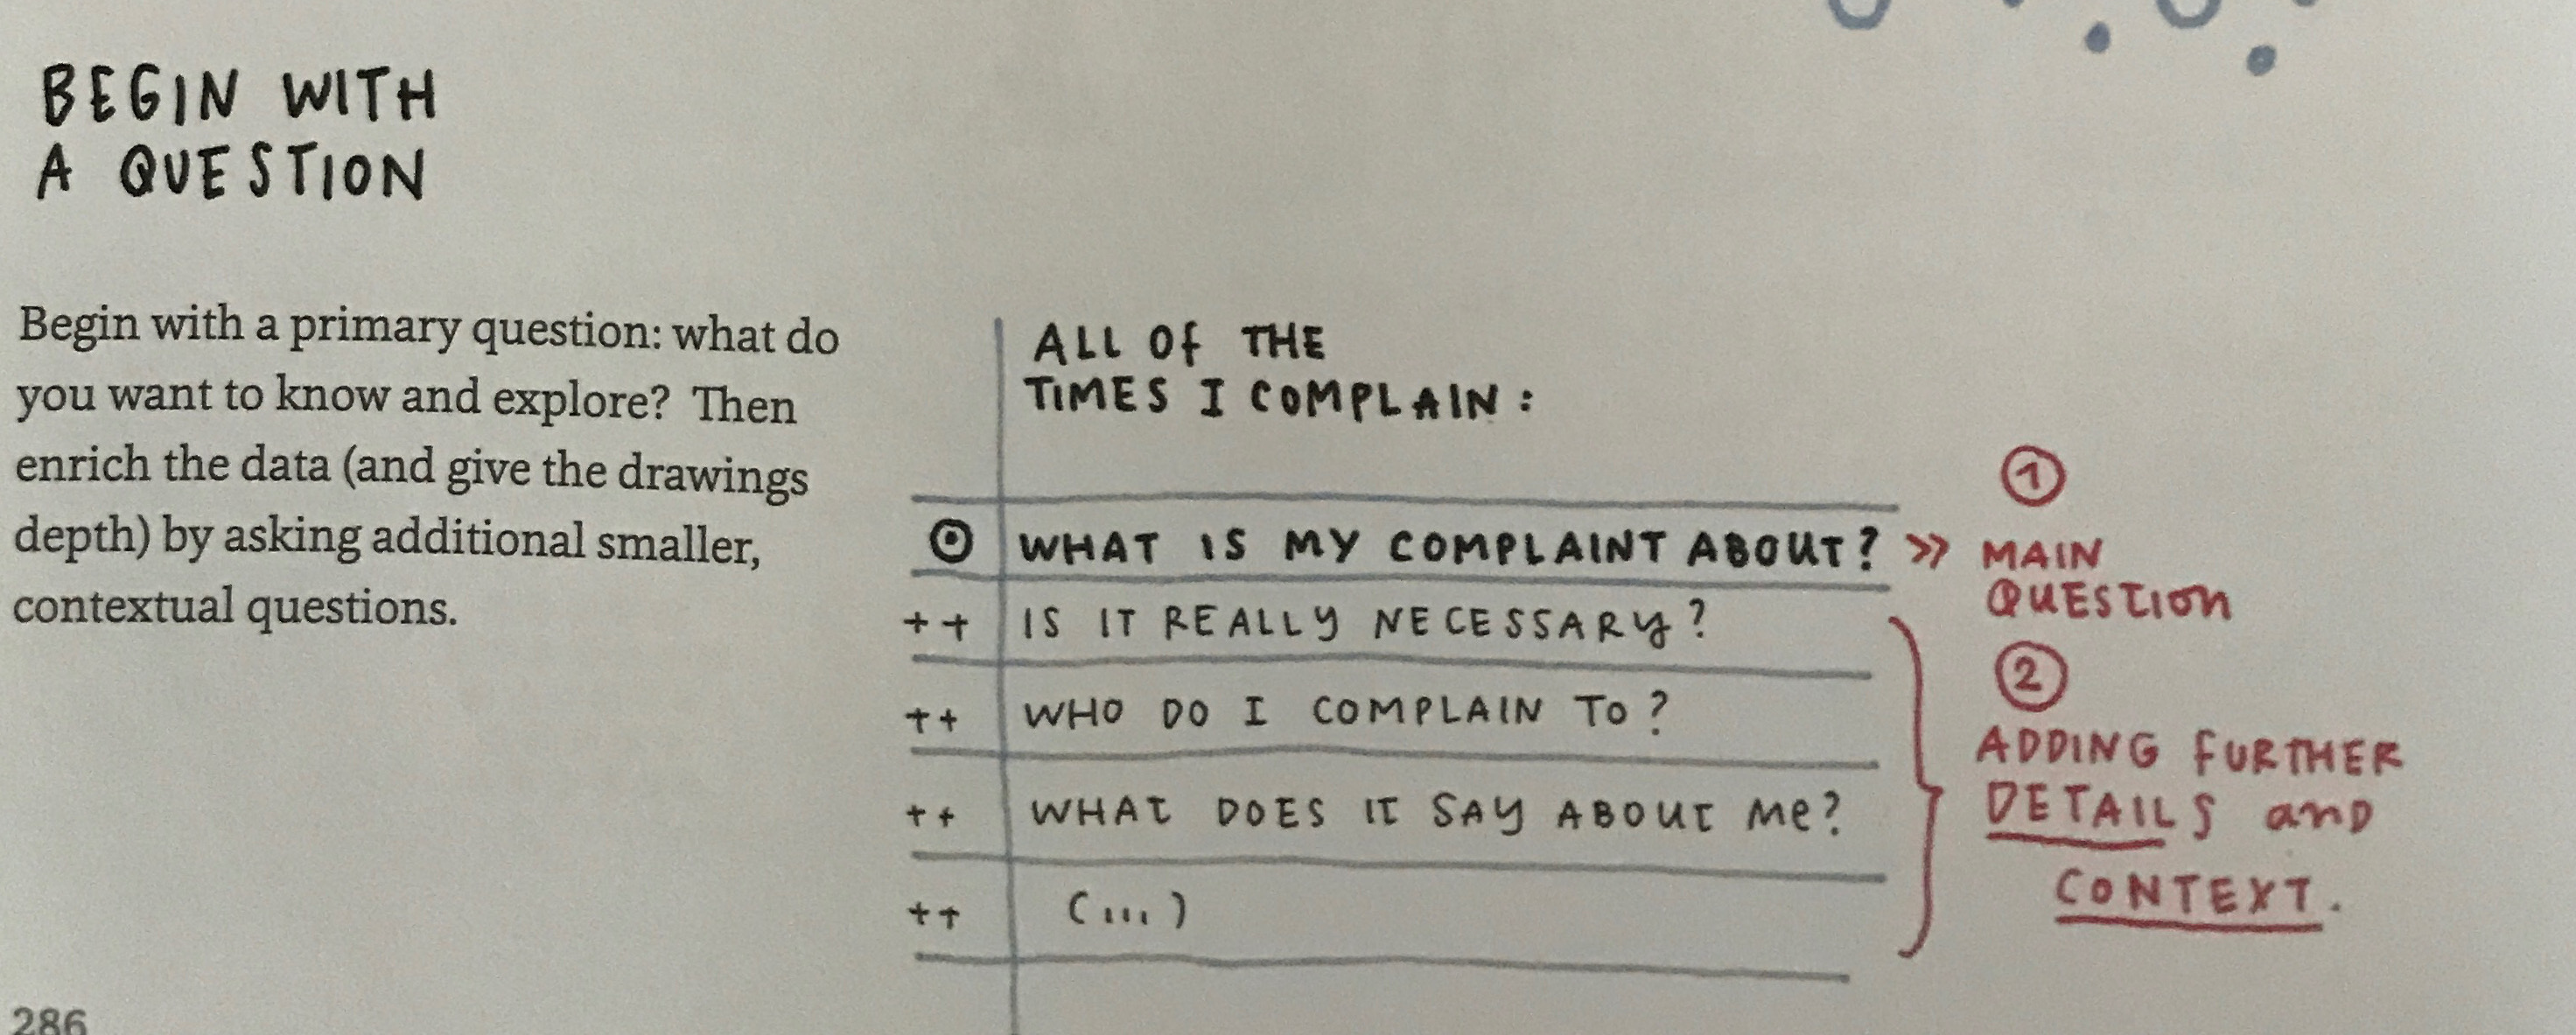 BEGIN WITH
A QUESTION
Begin with a primary question: what do
you want to know and explore? Then
enrich the data (and give the drawings
depth) by asking additional smaller,
contextual questions.
ALL OF THE
TIMES I COMPLAIN:
WHAT IS MY COMPLAINT ABOUT? >>
1
MAIN
QUESTION
++ IS IT REALLY NECESSARY?
++ WHO DO I COMPLAIN TO?
++ WHAT DOES IT SAY ABOUT ME?
++ (...)
2
ADDING FURTHER
DETAILS AND
CONTEXT.
286